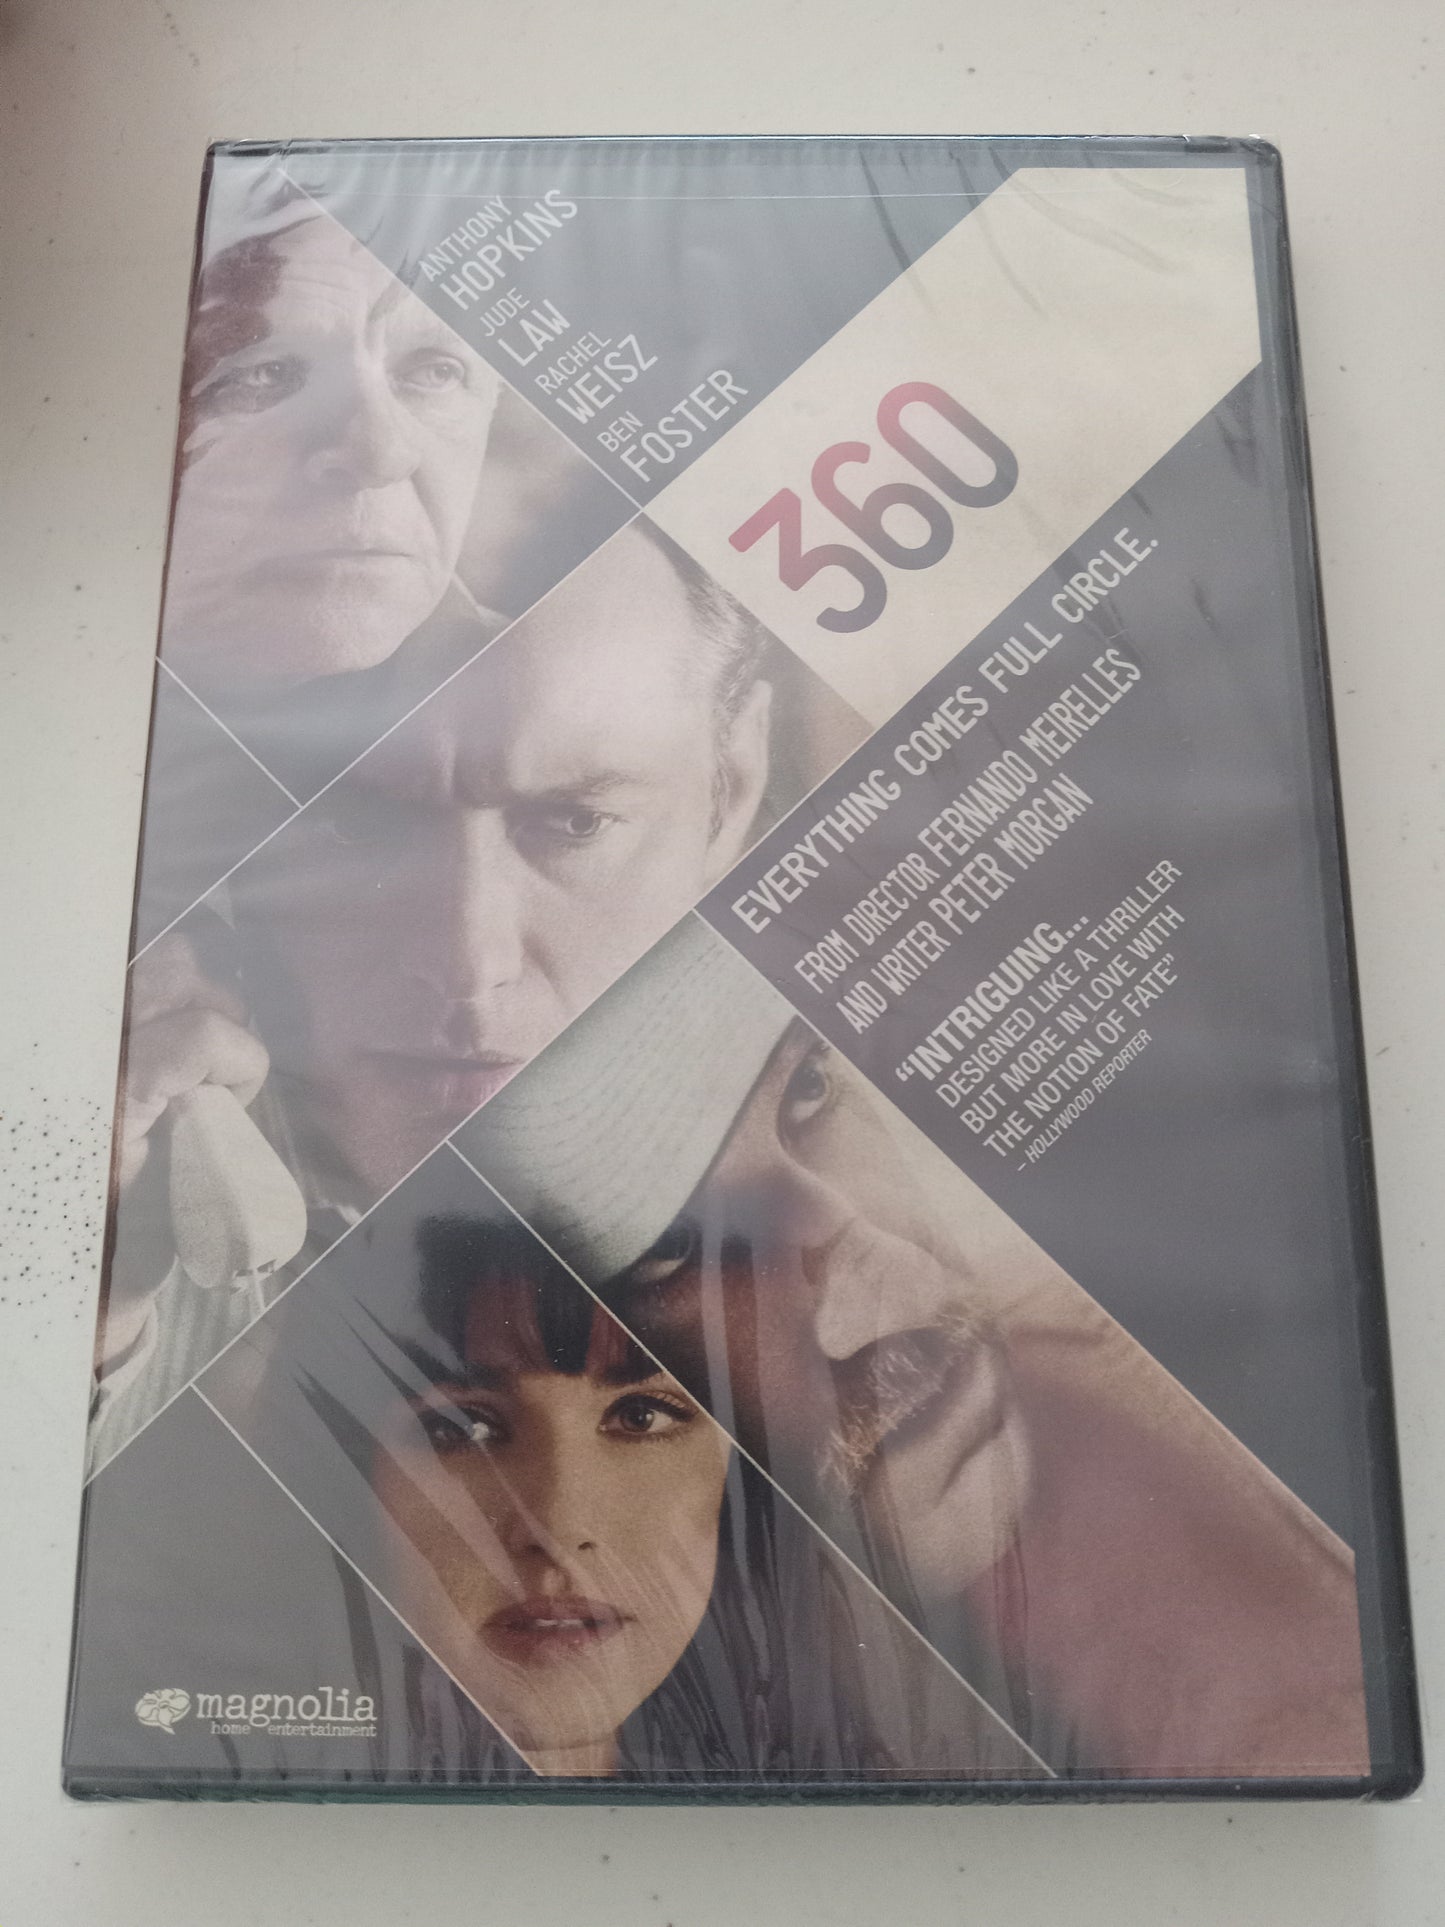 ANTHONY
HOPKINS
JUDE
LAW
RACHEL
WEISZ
BEN
FOSTER
360
EVERYTHING COMES FULL CIRCLE.
FROM DIRECTOR FERNANDO MEIRELLES
AND WRITER PETER MORGAN
“INTRIGUING...
DESIGNED LIKE A THRILLER
BUT MORE IN LOVE WITH
THE NOTION OF FATE”
– HOLLYWOOD REPORTER
magnolia
home entertainment